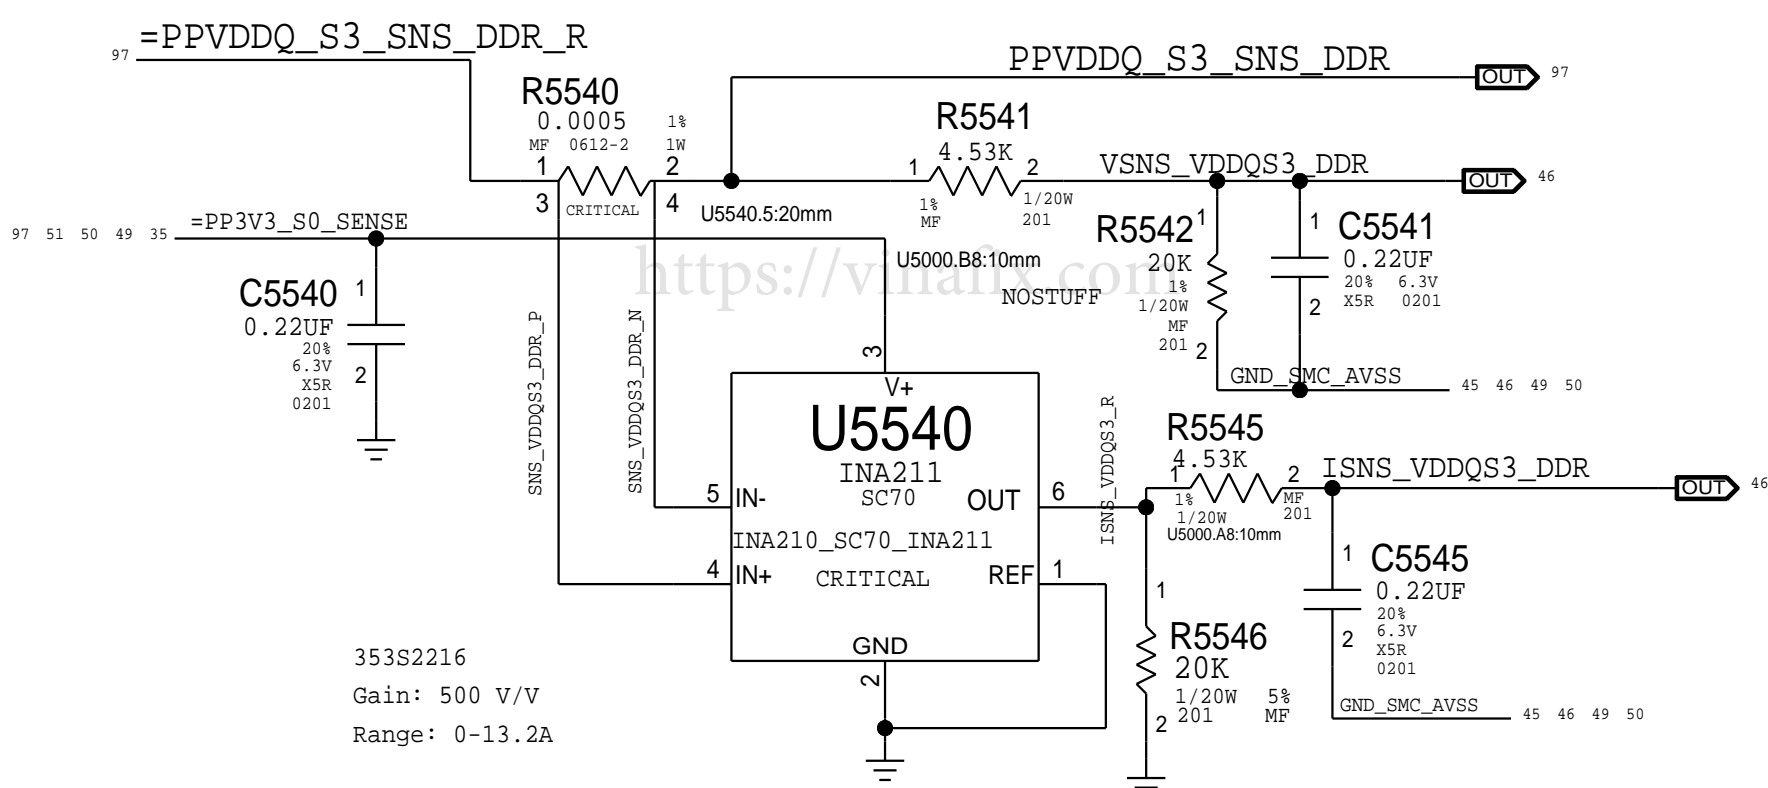 =PPVDDQ_S3_SNS_DDR_R
97
PPVDDQ_S3_SNS_DDR
OUT 97
R5540
0.0005 1%
MF 0612-2 1W
1 2
3 CRITICAL 4
U5540.5:20mm
R5541
4.53K
1 2
1% 1/20W
MF 201
U5000.B8:10mm
NOSTUFF
VSNS_VDDQS3_DDR
OUT 46
R5542
1
20K
1%
1/20W
MF
201
2
C5541
1
0.22UF
20% 6.3V
X5R 0201
2
GND_SMC_AVSS
45 46 49 50
97 51 50 49 35
=PP3V3_S0_SENSE
https://vinafix.com
C5540
1
0.22UF
20%
6.3V
X5R
0201
2
SNS_VDDQS3_DDR_P
SNS_VDDQS3_DDR_N
3
V+
U5540
INA211
SC70
5 IN-
OUT 6
INA210_SC70_INA211
4 IN+
CRITICAL
REF 1
GND
2
ISNS_VDDQS3_R
R5545
4.53K
1 2
1% MF
1/20W 201
U5000.A8:10mm
ISNS_VDDQS3_DDR
OUT 46
C5545
1
0.22UF
20%
6.3V
X5R
0201
2
GND_SMC_AVSS
45 46 49 50
1
R5546
20K
1/20W 5%
201 MF
2
353S2216
Gain: 500 V/V
Range: 0-13.2A